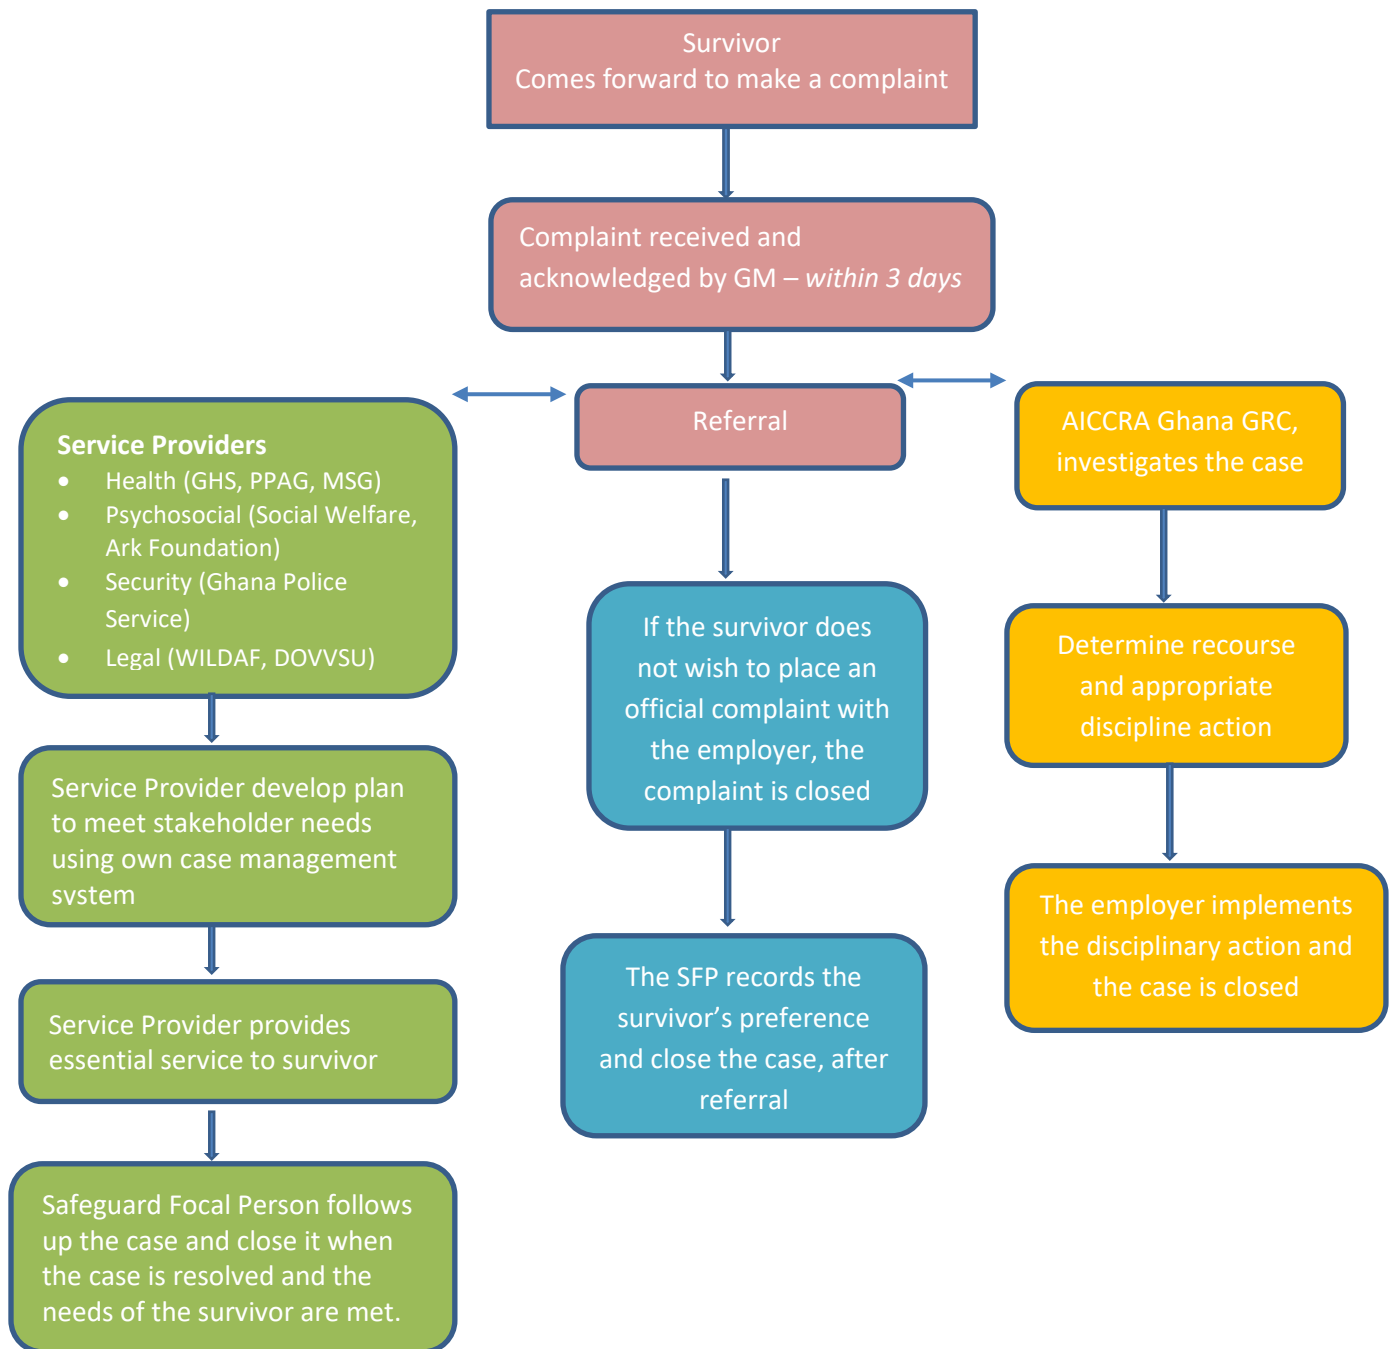 Survivor
Comes forward to make a complaint
Complaint received and
acknowledged by GM – within 3 days
Referral
Service Providers
• Health (GHS, PPAG, MSG)
• Psychosocial (Social Welfare,
Ark Foundation)
• Security (Ghana Police
Service)
• Legal (WILDAF, DOVVSU)
Service Provider develop plan
to meet stakeholder needs
using own case management
system
Service Provider provides
essential service to survivor
Safeguard Focal Person follows
up the case and close it when
the case is resolved and the
needs of the survivor are met.
If the survivor does
not wish to place an
official complaint with
the employer, the
complaint is closed
The SFP records the
survivor’s preference
and close the case, after
referral
AICCRA Ghana GRC,
investigates the case
Determine recourse
and appropriate
discipline action
The employer implements
the disciplinary action and
the case is closed